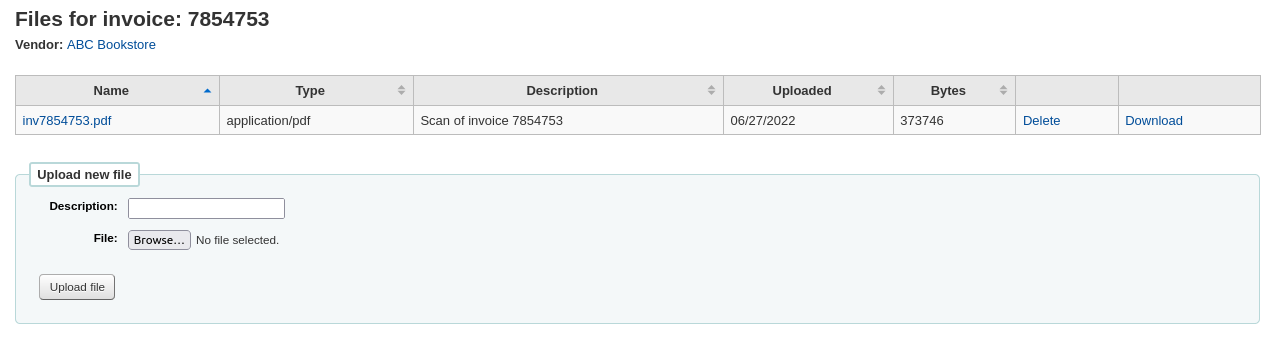 Files for invoice: 7854753
Vendor: ABC Bookstore
Name Type Description Uploaded Bytes
inv7854753.pdf application/pdf Scan of invoice 7854753 06/27/2022 373746 Delete Download
Upload new file
Description:
File: Browse... No file selected.
Upload file